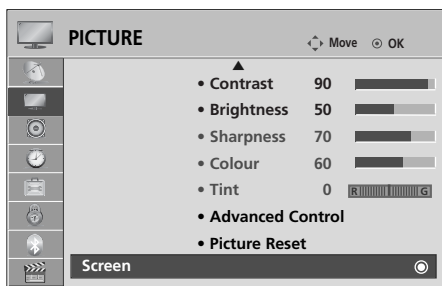 PICTURE Move OK
• Contrast 90
• Brightness 50
• Sharpness 70
• Colour 60
• Tint 0 R G
• Advanced Control
• Picture Reset
Screen